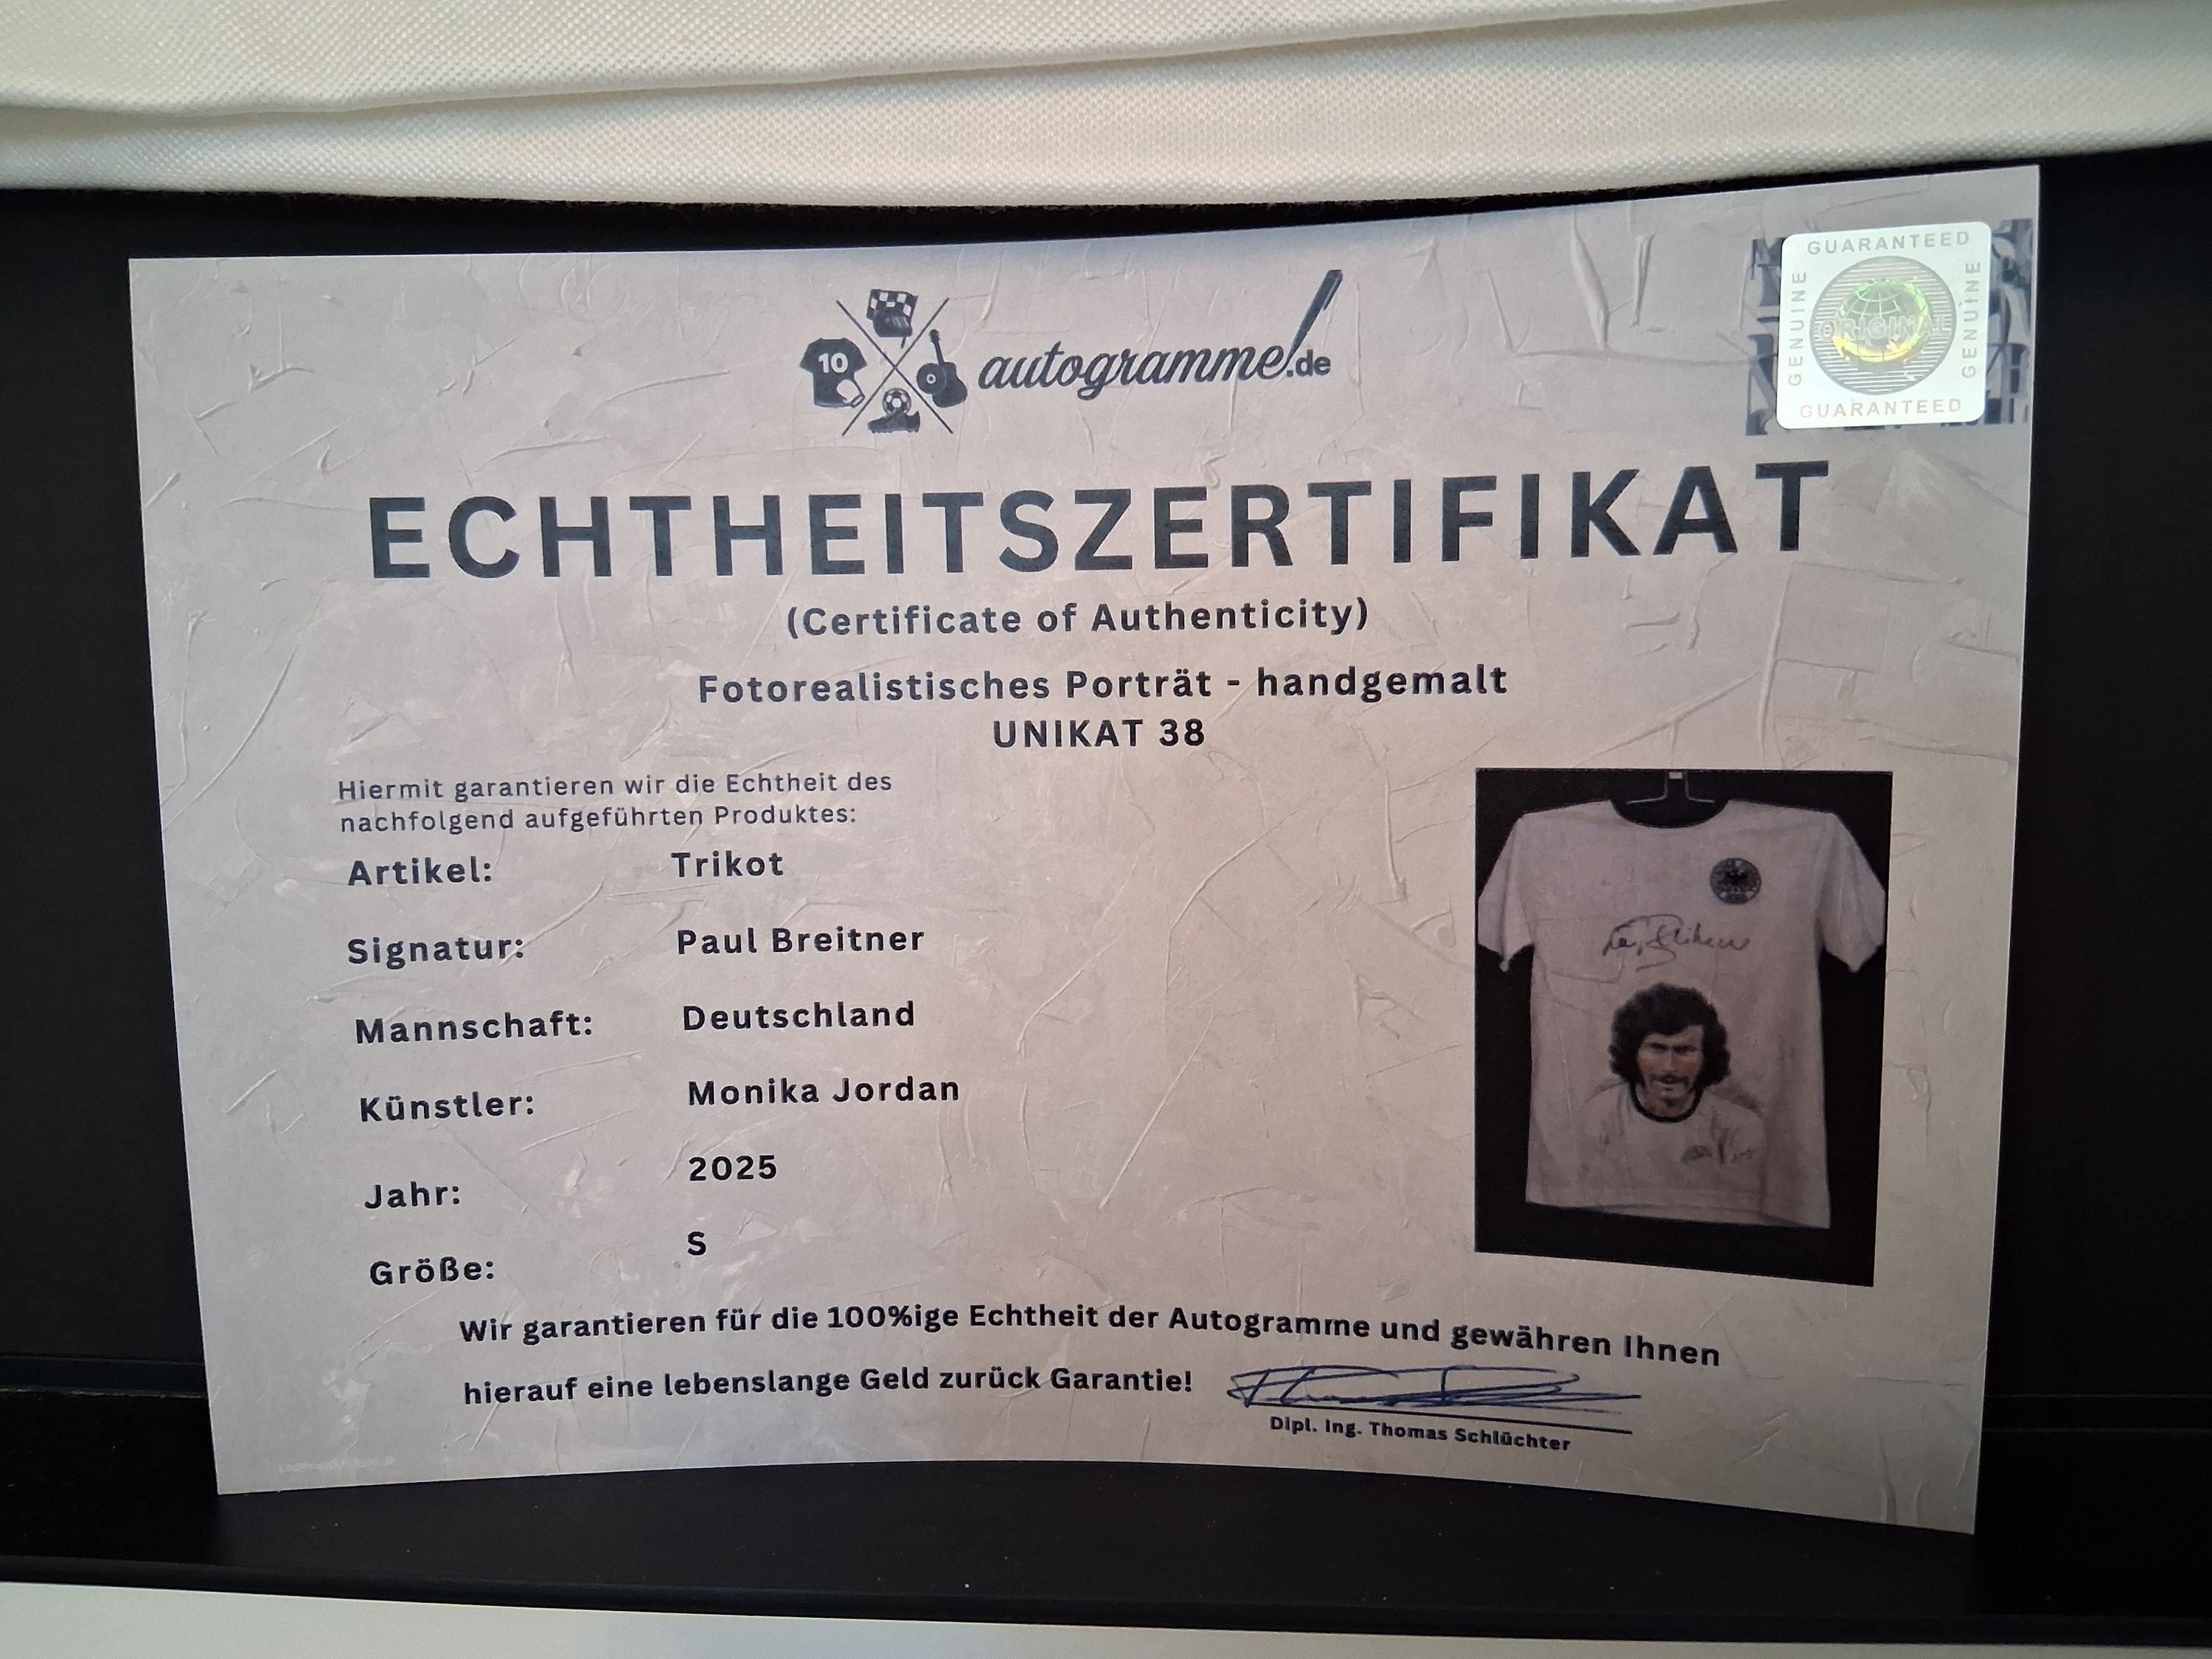 GUARANTEED
GENUINE
ORIGINAL
GENUINE
GUARANTEED
10
autogramme.de
ECHTHEITSZERTIFIKAT
(Certificate of Authenticity)
Fotorealistisches Porträt - handgemalt
UNIKAT 38
Hiermit garantieren wir die Echtheit des
nachfolgend aufgeführten Produktes:
Artikel: Trikot
Signatur: Paul Breitner
Mannschaft: Deutschland
Künstler: Monika Jordan
Jahr: 2025
Größe: S
Wir garantieren für die 100%ige Echtheit der Autogramme und gewähren Ihnen
hierauf eine lebenslange Geld zurück Garantie!
Dipl. Ing. Thomas Schlüchter